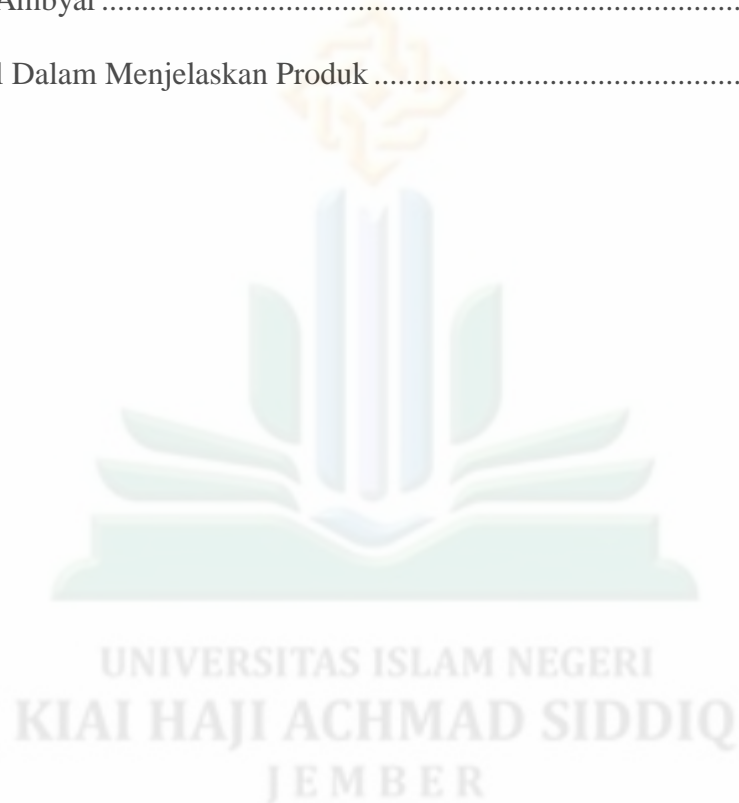 Ambyar ....................................................................................
l Dalam Menjelaskan Produk ..............................................
UNIVERSITAS ISLAM NEGERI
KIAI HAJI ACHMAD SIDDIQ
JEMBER